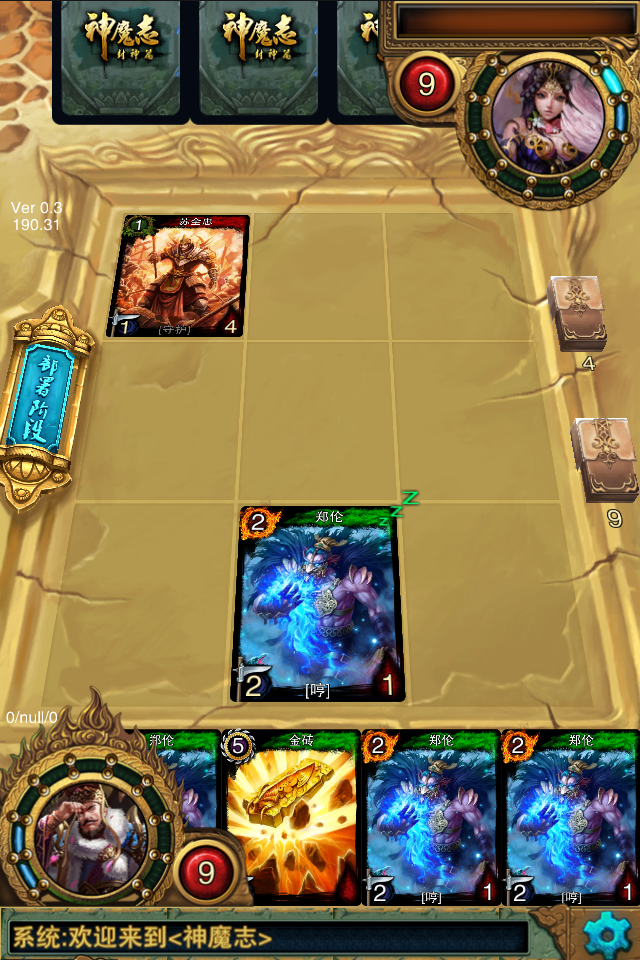 神魔志
封神篇
神魔志
封神篇
神
9
Ver 0.3
190.31
1
苏金忠
1
[守护]
4
4
部署阶段
9
2
郑伦
z z z
2
[哼]
1
0/null/0
郑伦
5
金砖
2
郑伦
2
郑伦
9
2
[哼]
1
2
[哼]
1
系统:欢迎来到<神魔志>